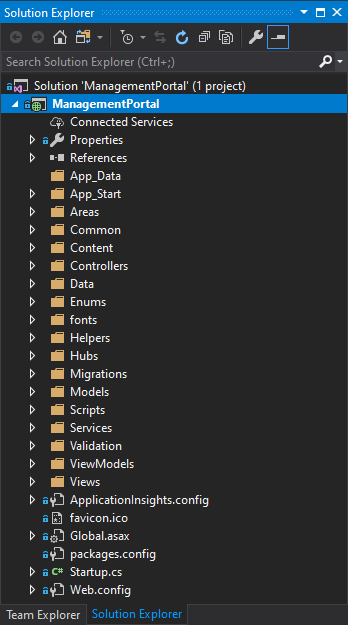 Solution Explorer
Search Solution Explorer (Ctrl+;)
Solution 'ManagementPortal' (1 project)
ManagementPortal
Connected Services
Properties
References
App_Data
App_Start
Areas
Common
Content
Controllers
Data
Enums
fonts
Helpers
Hubs
Migrations
Models
Scripts
Services
Validation
ViewModels
Views
ApplicationInsights.config
favicon.ico
Global.asax
packages.config
C# Startup.cs
Web.config
Team Explorer Solution Explorer